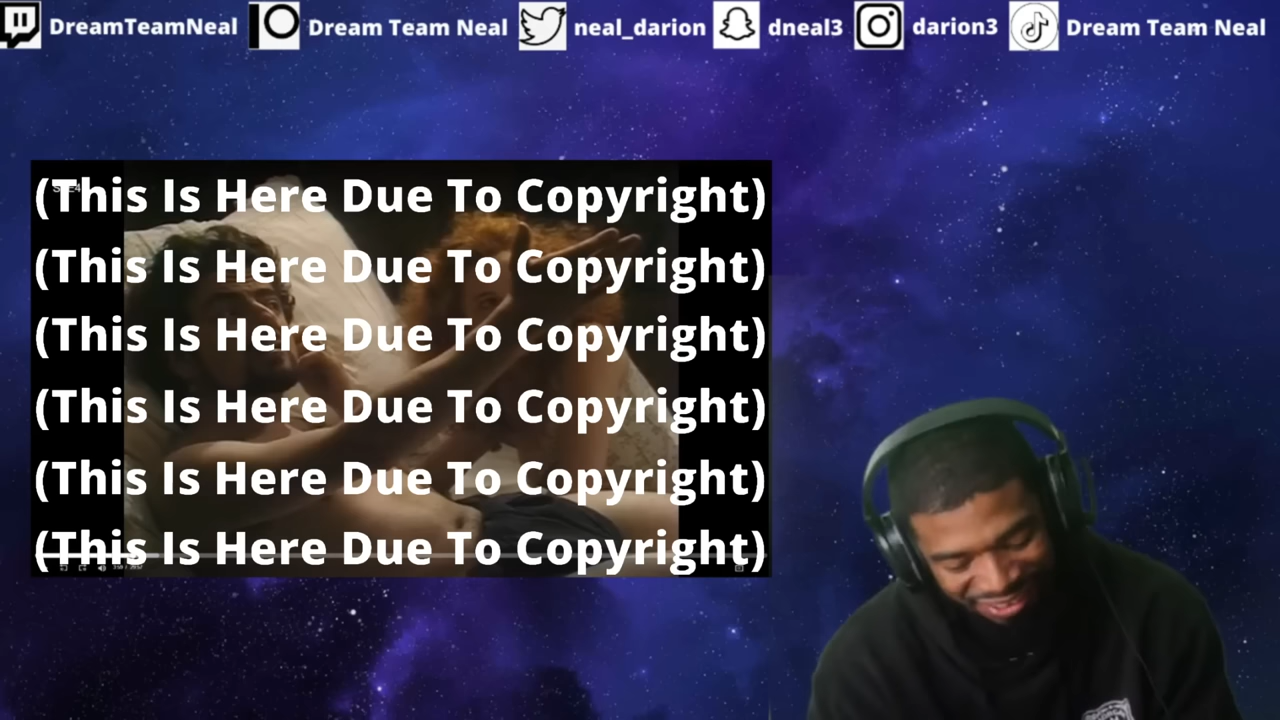 DreamTeamNeal Dream Team Neal neal_darion dneal3 darion3 Dream Team Neal
(This Is Here Due To Copyright)
(This Is Here Due To Copyright)
(This Is Here Due To Copyright)
(This Is Here Due To Copyright)
(This Is Here Due To Copyright)
(This Is Here Due To Copyright)